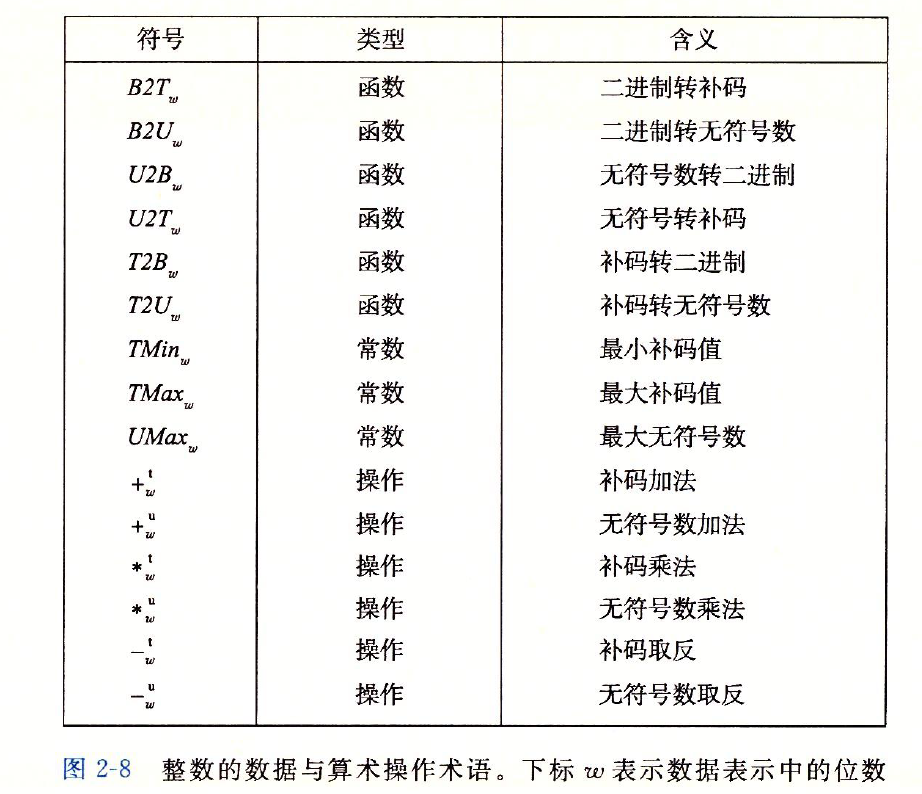 符号 类型 含义
B2T_w 函数 二进制转补码
B2U_w 函数 二进制转无符号数
U2B_w 函数 无符号数转二进制
U2T_w 函数 无符号转补码
T2B_w 函数 补码转二进制
T2U_w 函数 补码转无符号数
TMin_w 常数 最小补码值
TMax_w 常数 最大补码值
UMax_w 常数 最大无符号数
+^t_w 操作 补码加法
+^u_w 操作 无符号数加法
*^t_w 操作 补码乘法
*^u_w 操作 无符号数乘法
-^t_w 操作 补码取反
-^u_w 操作 无符号数取反
图 2-8 整数的数据与算术操作术语。下标 w 表示数据表示中的位数